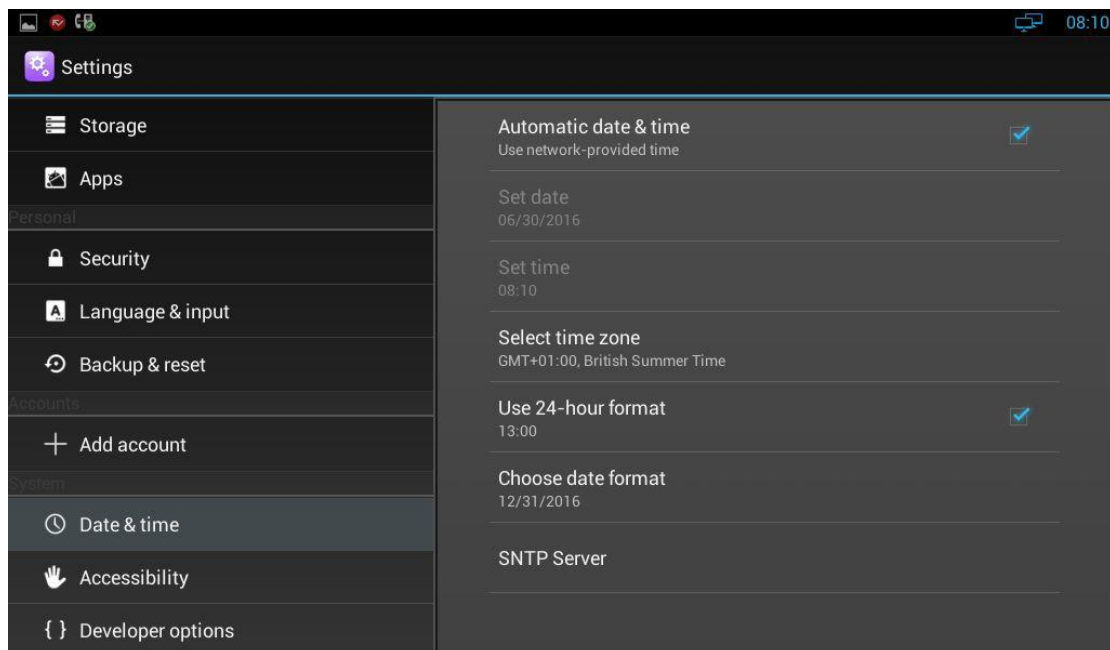 08:10
Settings
Storage
Apps
Personal
Security
Language & input
Backup & reset
Accounts
Add account
System
Date & time
Accessibility
{ } Developer options
Automatic date & time
Use network-provided time
Set date
06/30/2016
Set time
08:10
Select time zone
GMT+01:00, British Summer Time
Use 24-hour format
13:00
Choose date format
12/31/2016
SNTP Server